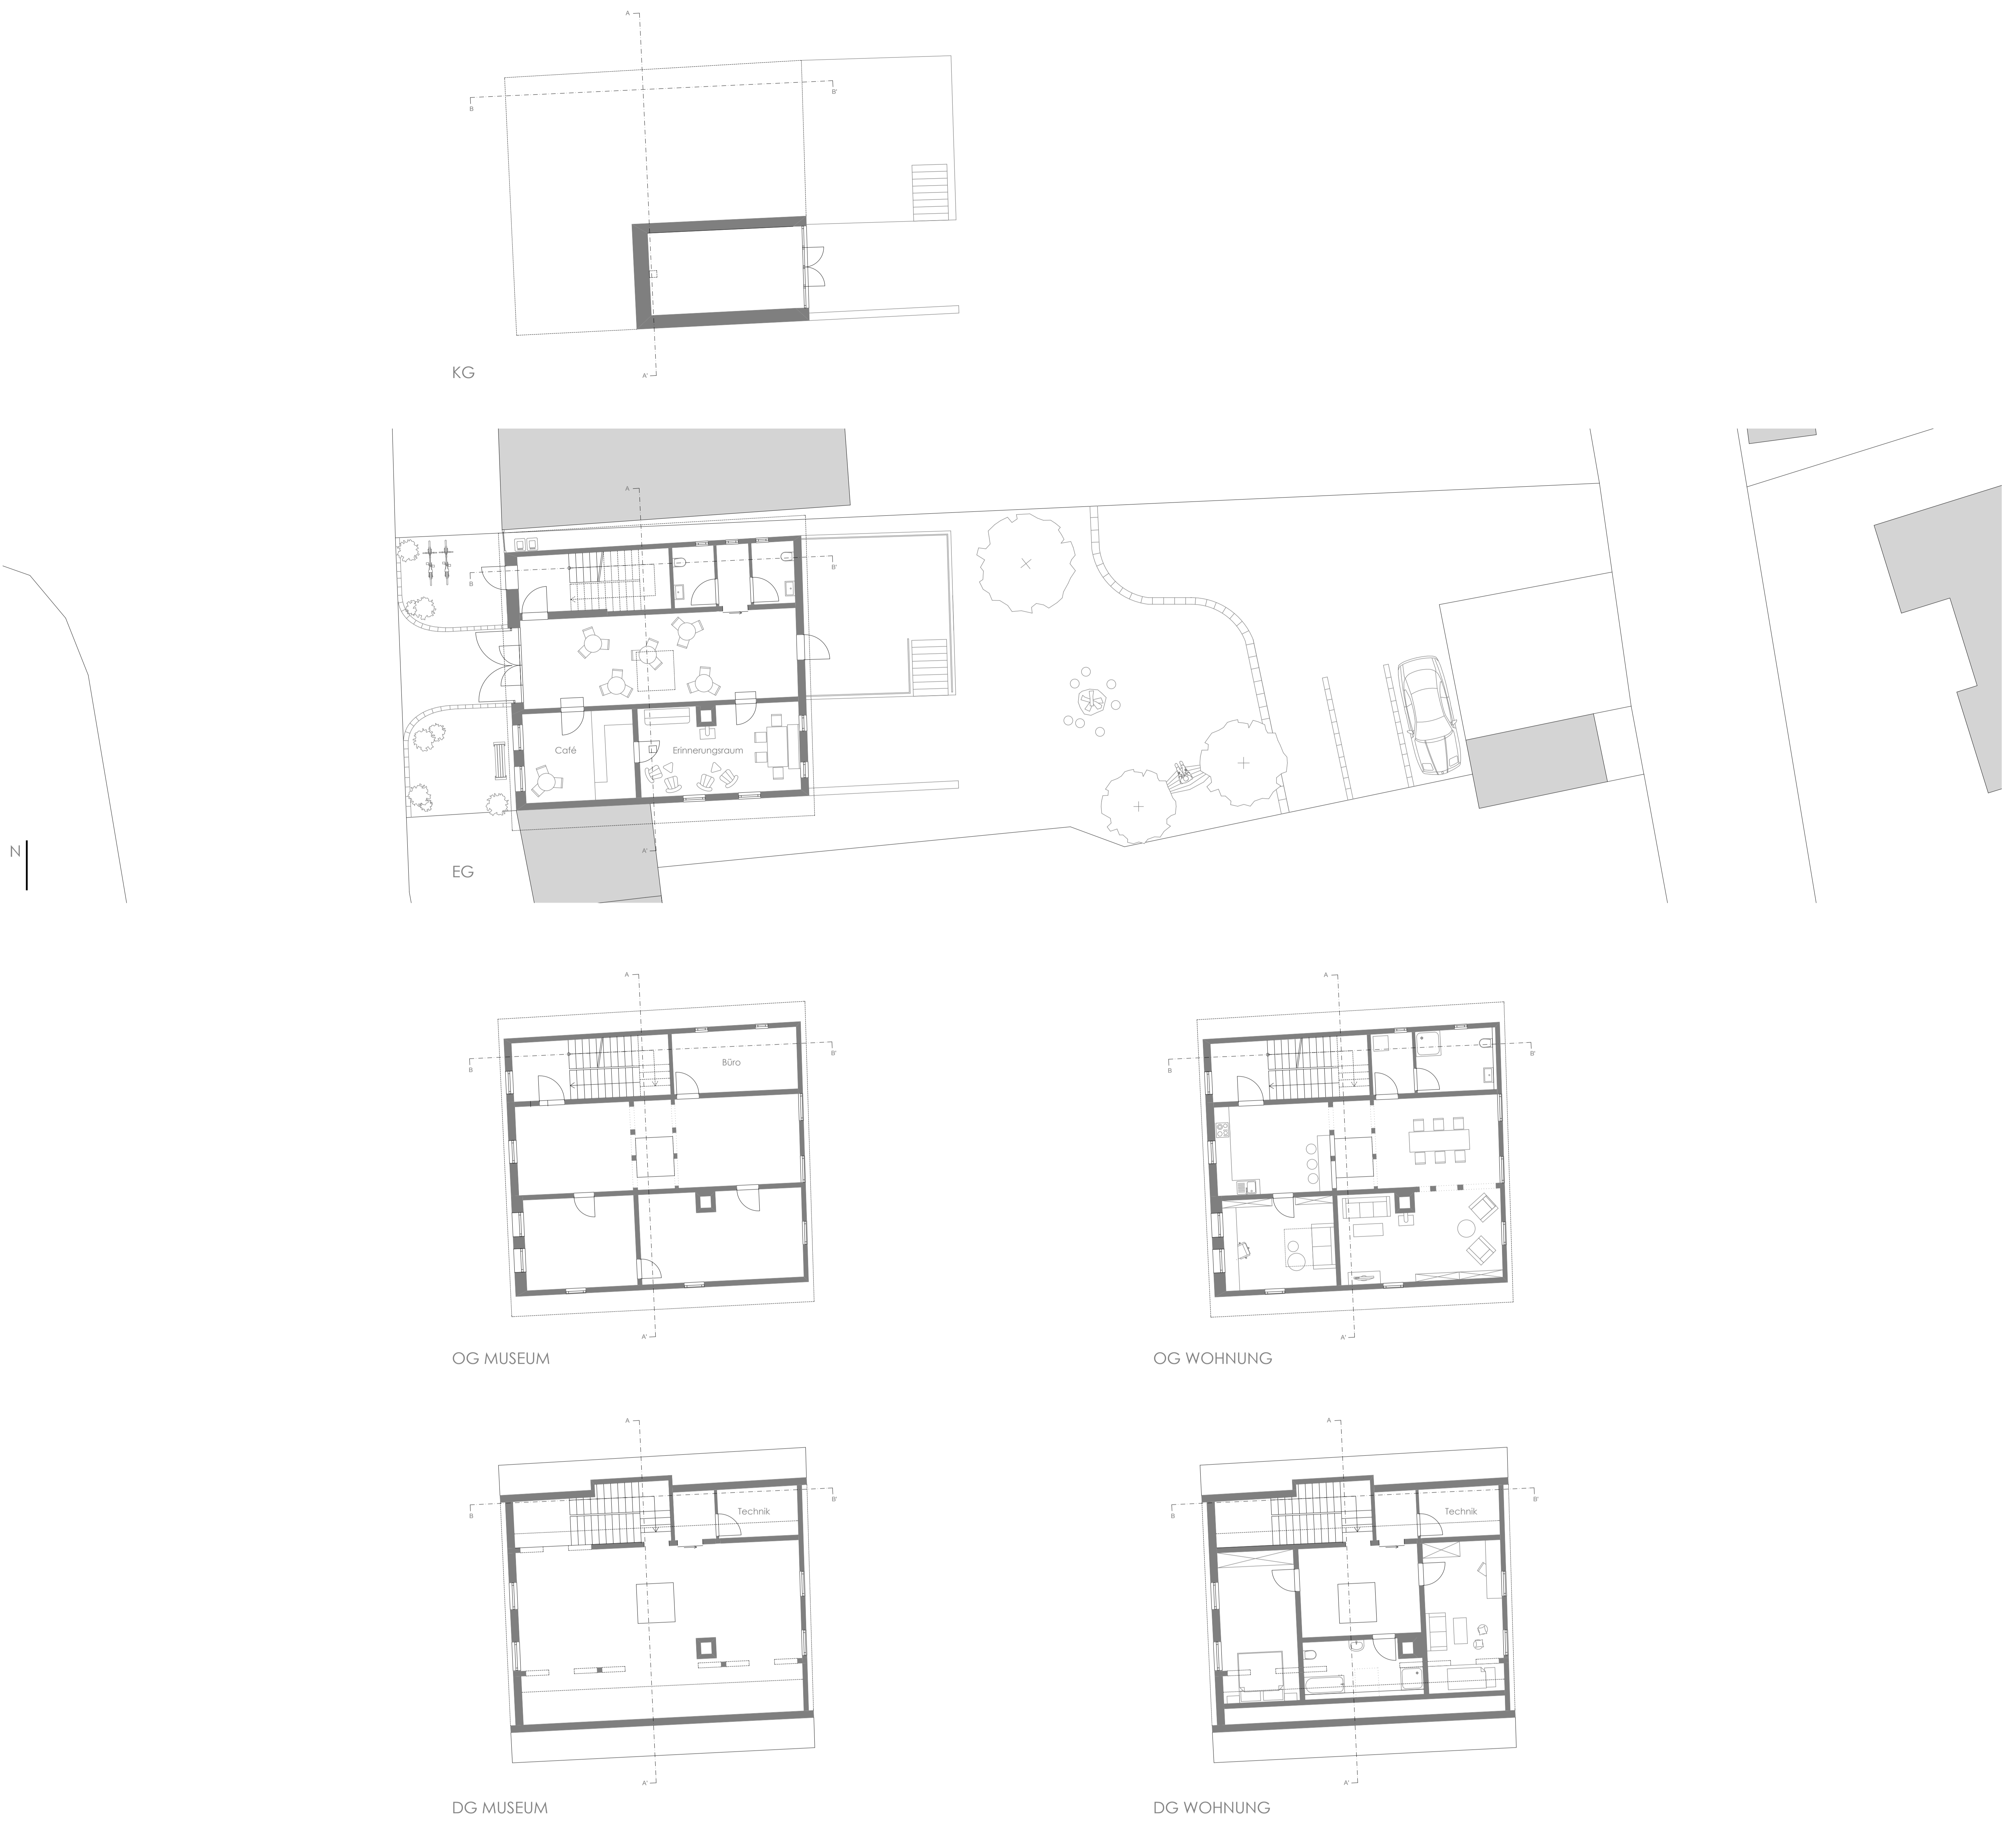 A
B
B'
A'
KG
A
B
B'
Café
Erinnerungsraum
A'
N
EG
A
B
B'
Büro
A'
OG MUSEUM
A
B
B'
A'
OG WOHNUNG
A
B
B'
Technik
A'
DG MUSEUM
A
B
B'
Technik
A'
DG WOHNUNG